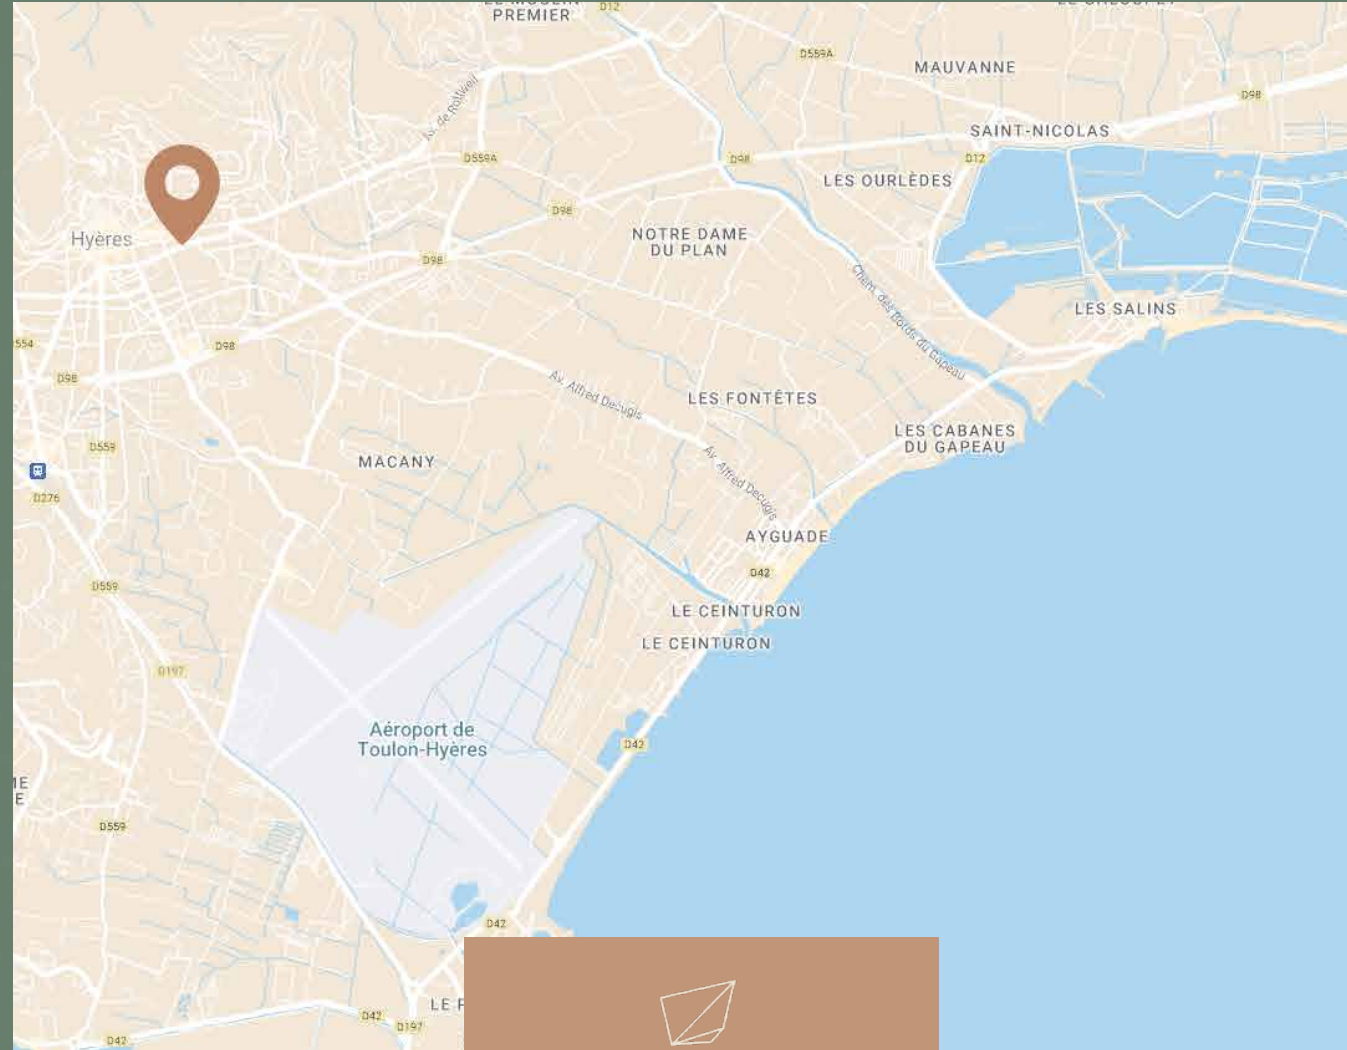 PREMIER
D12
D559A
MAUVANNE
D98
Av. de Rottweil
SAINT-NICOLAS
D559A
D98
D12
LES OURLÈDES
D98
NOTRE DAME
DU PLAN
Hyères
D98
Chem. des Bords du Gapeau
LES SALINS
554
D98
D98
Av. Alfred Decugis
LES FONTÊTES
LES CABANES
DU GAPEAU
D559
MACANY
Av. Alfred Decugis
D276
AYGUADE
D42
D559
LE CEINTURON
LE CEINTURON
D197
Aéroport de
Toulon-Hyères
D42
D559
D42
D42
D197
D42